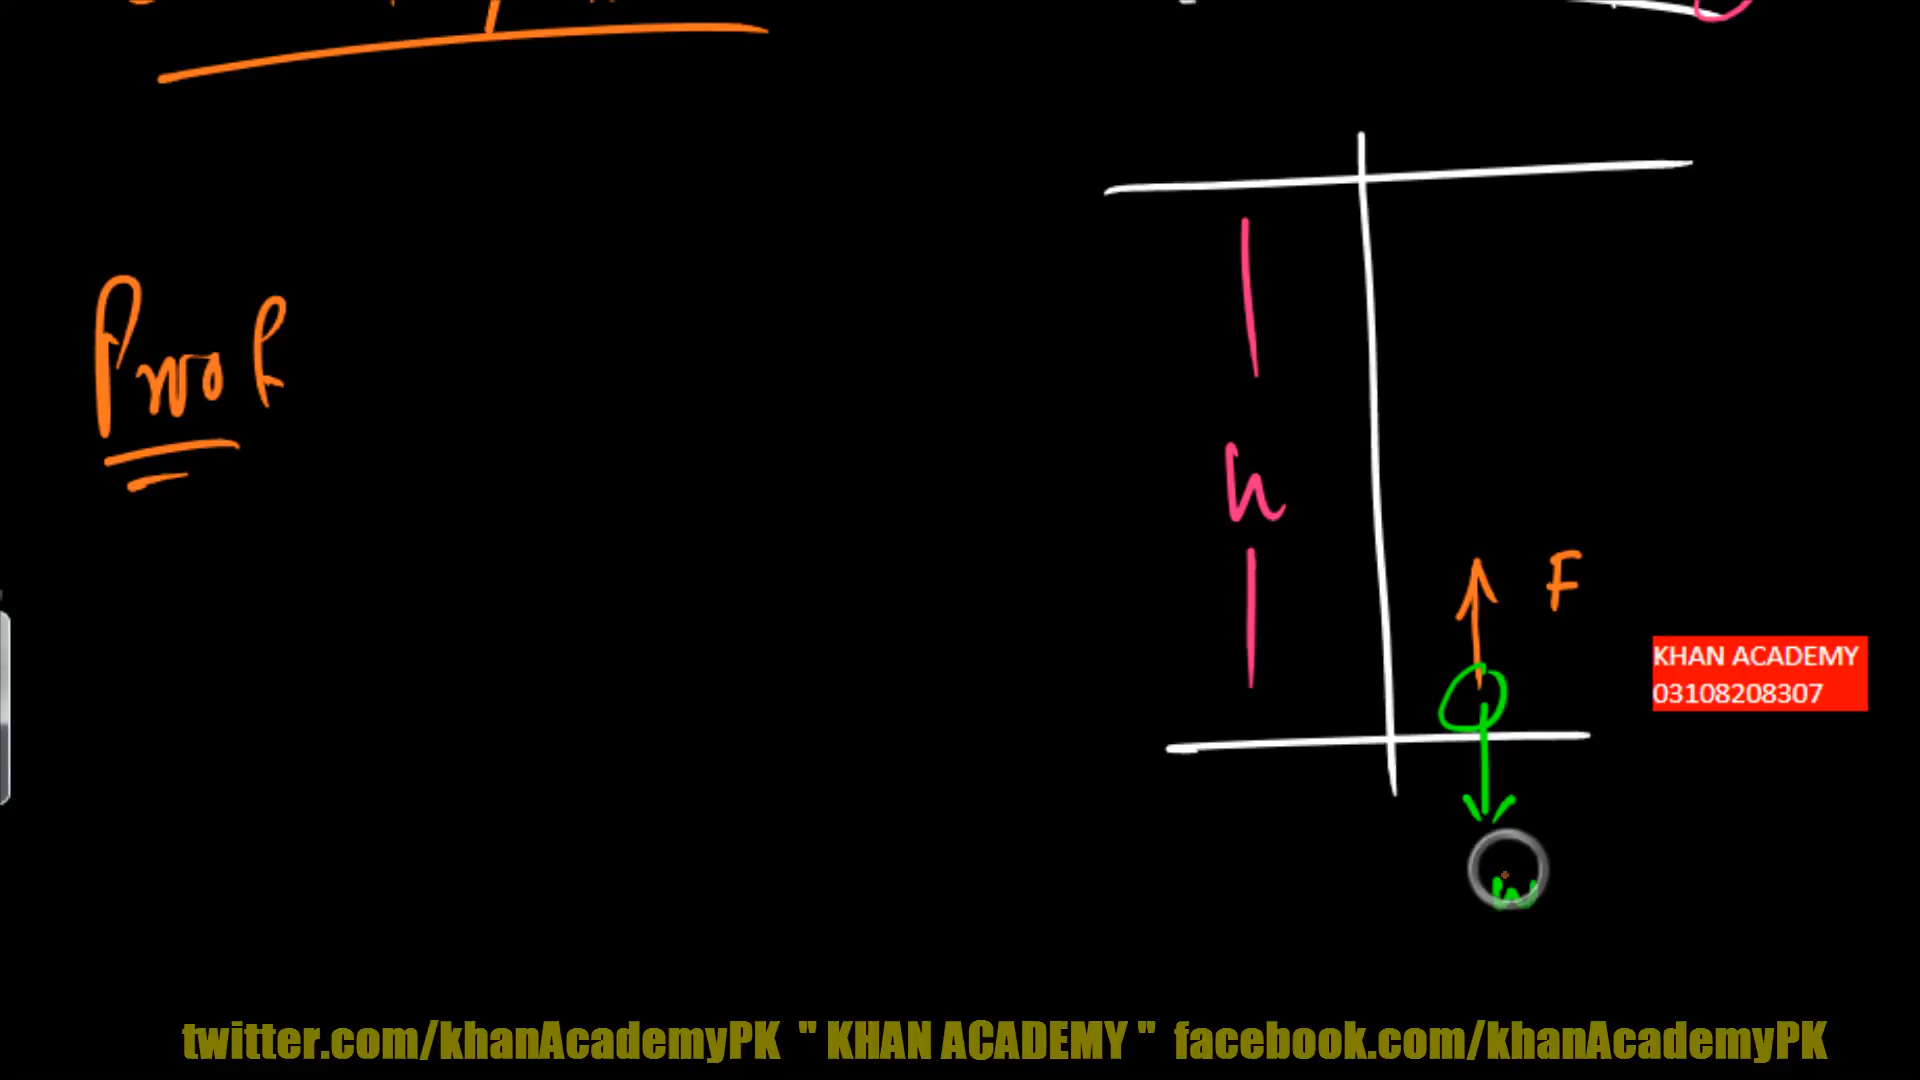 Proof
h
F
KHAN ACADEMY
03108208307
W
twitter.com/khanAcademyPK " KHAN ACADEMY " facebook.com/khanAcademyPK